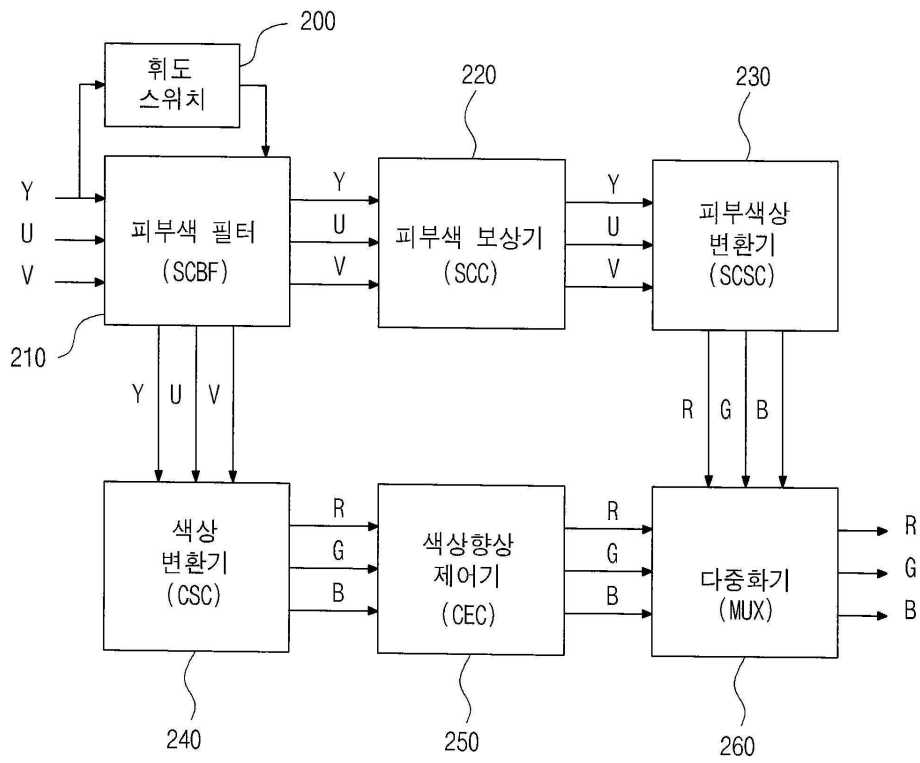 200
휘도
스위치
220
230
Y
U
V
피부색 필터
(SCBF)
210
Y
U
V
피부색 보상기
(SCC)
Y
U
V
피부색상
변환기
(SCSC)
Y U V
R G B
색상
변환기
(CSC)
240
R
G
B
색상향상
제어기
(CEC)
250
R
G
B
다중화기
(MUX)
260
R
G
B